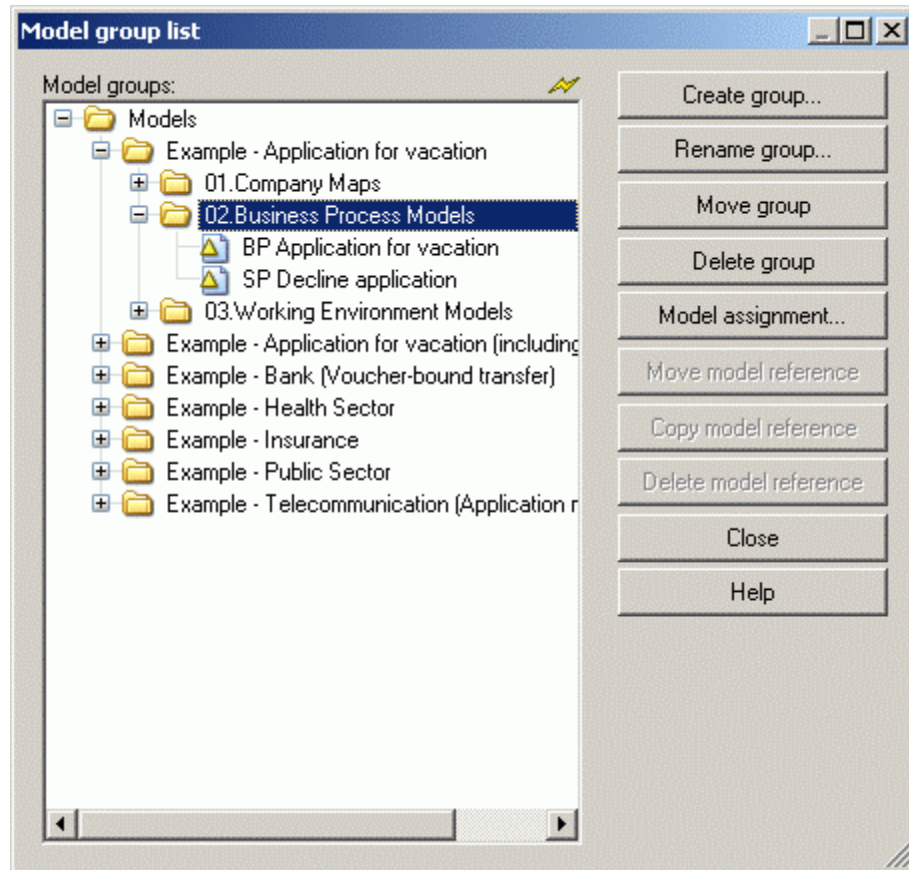 Model group list
Model groups:
Models
Example - Application for vacation
01.Company Maps
02.Business Process Models
BP Application for vacation
SP Decline application
03.Working Environment Models
Example - Application for vacation (including
Example - Bank (Voucher-bound transfer)
Example - Health Sector
Example - Insurance
Example - Public Sector
Example - Telecommunication (Application r
Create group...
Rename group...
Move group
Delete group
Model assignment...
Move model reference
Copy model reference
Delete model reference
Close
Help